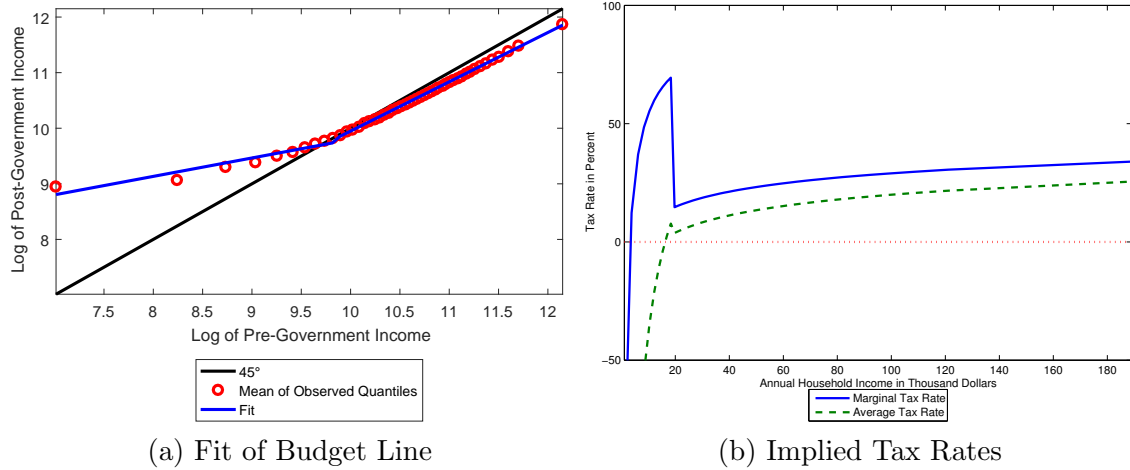 12
11
10
9
8
Log of Post-Government Income
7.5 8 8.5 9 9.5 10 10.5 11 11.5 12
Log of Pre-Government Income
45°
Mean of Observed Quantiles
Fit
(a) Fit of Budget Line
100
50
0
−50
Tax Rate in Percent
20 40 60 80 100 120 140 160 180
Annual Household Income in Thousand Dollars
Marginal Tax Rate
Average Tax Rate
(b) Implied Tax Rates